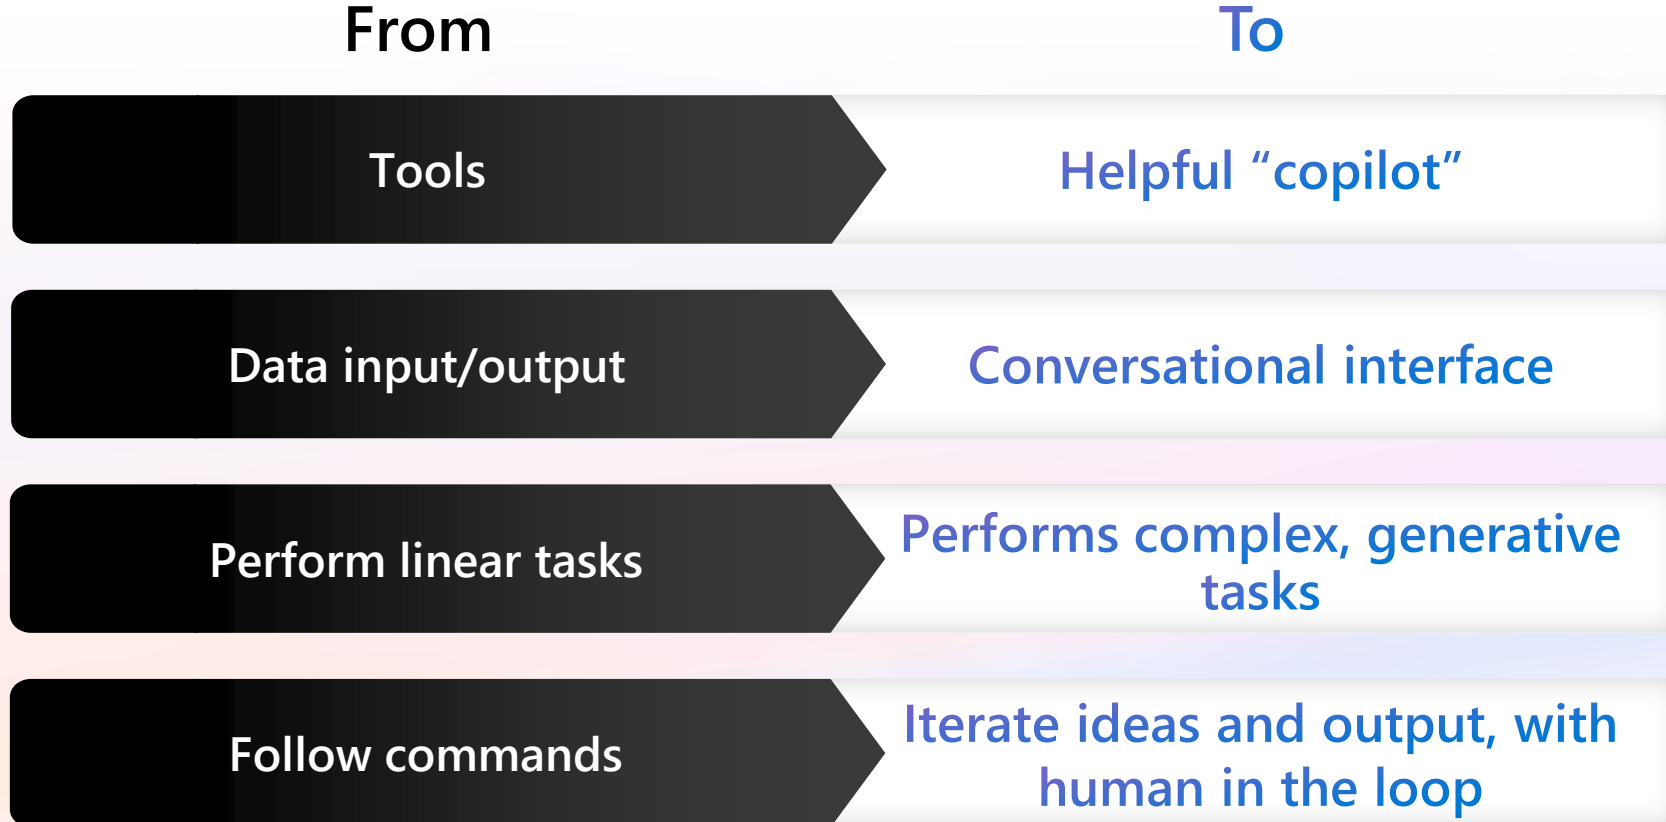 From
To
Tools
Helpful “copilot”
Data input/output
Conversational interface
Perform linear tasks
Performs complex, generative
tasks
Follow commands
Iterate ideas and output, with
human in the loop